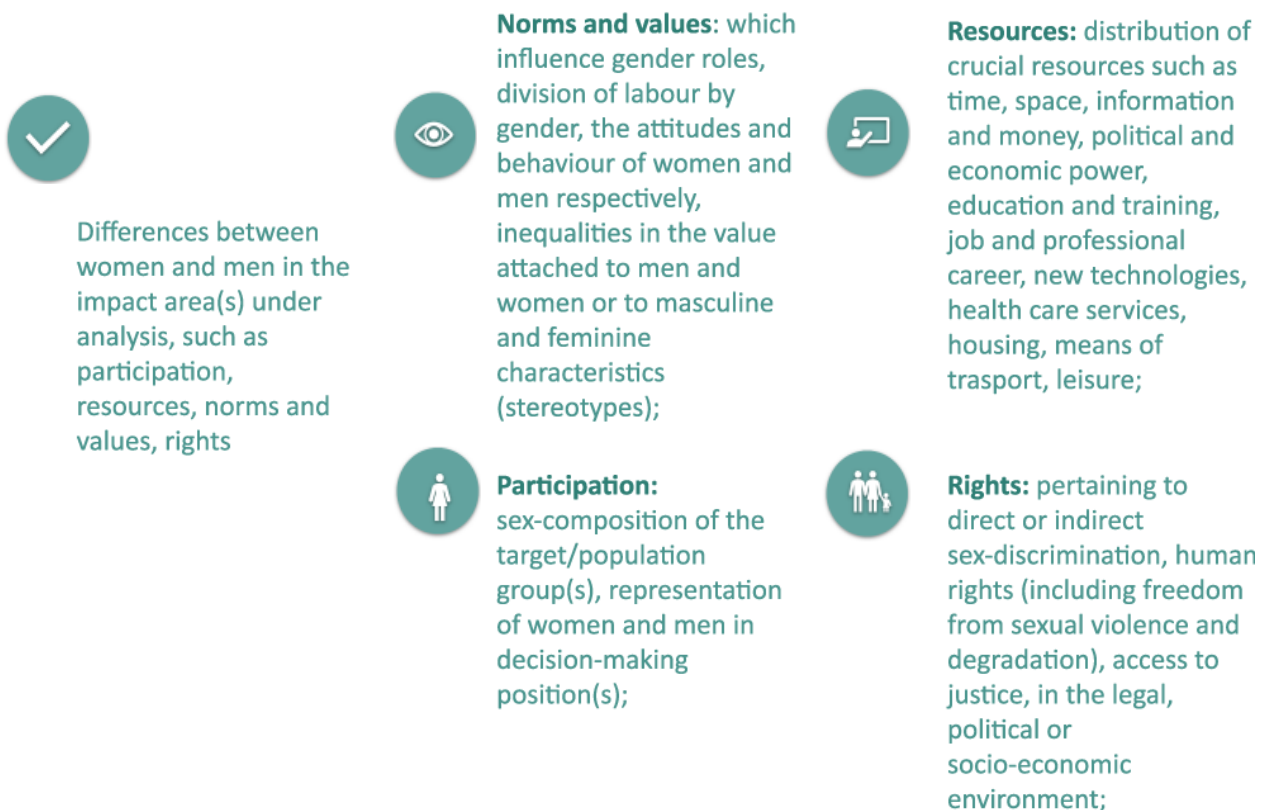 Differences between
women and men in the
impact area(s) under
analysis, such as
participation,
resources, norms and
values, rights
Norms and values: which
influence gender roles,
division of labour by
gender, the attitudes and
behaviour of women and
men respectively,
inequalities in the value
attached to men and
women or to masculine
and feminine
characteristics
(stereotypes);
Resources: distribution of
crucial resources such as
time, space, information
and money, political and
economic power,
education and training,
job and professional
career, new technologies,
health care services,
housing, means of
trasport, leisure;
Participation:
sex-composition of the
target/population
group(s), representation
of women and men in
decision-making
position(s);
Rights: pertaining to
direct or indirect
sex-discrimination, human
rights (including freedom
from sexual violence and
degradation), access to
justice, in the legal,
political or
socio-economic
environment;